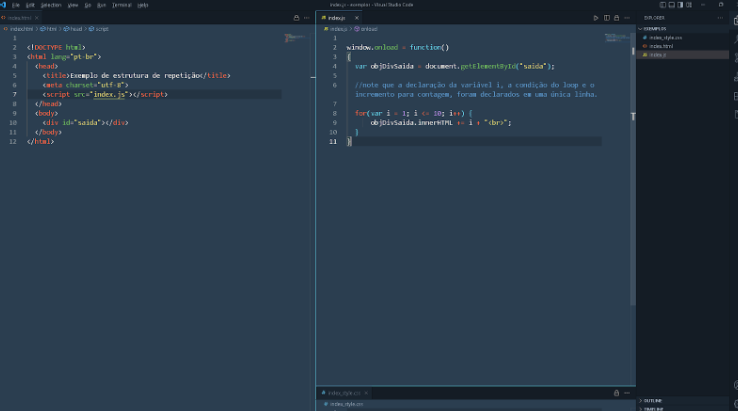 File Edit Selection View Go Run Terminal Help
index.js - exemplos - Visual Studio Code
index.html
index.html > html > head > script
1
2 <!DOCTYPE html>
3 <html lang="pt-br">
4 <head>
5 <title>Exemplo de estrutura de repetição</title>
6 <meta charset="utf-8">
7 <script src="index.js"></script>
8 </head>
9 <body>
10 <div id="saida"></div>
11 </body>
12 </html>
index.js
index.js > onload
1
2 window.onload = function()
3 {
4 var objDivSaida = document.getElementById("saida");
5
6 //note que a declaração da variável i, a condição do loop e o
incremento para contagem, foram declarados em uma única linha.
7
8 for(var i = 1; i <= 10; i++) {
9 objDivSaida.innerHTML += i + "<br>";
10 }
11 }
index_style.css
index_style.css
EXPLORER
EXEMPLOS
index_style.css
index.html
index.js
OUTLINE
TIMELINE